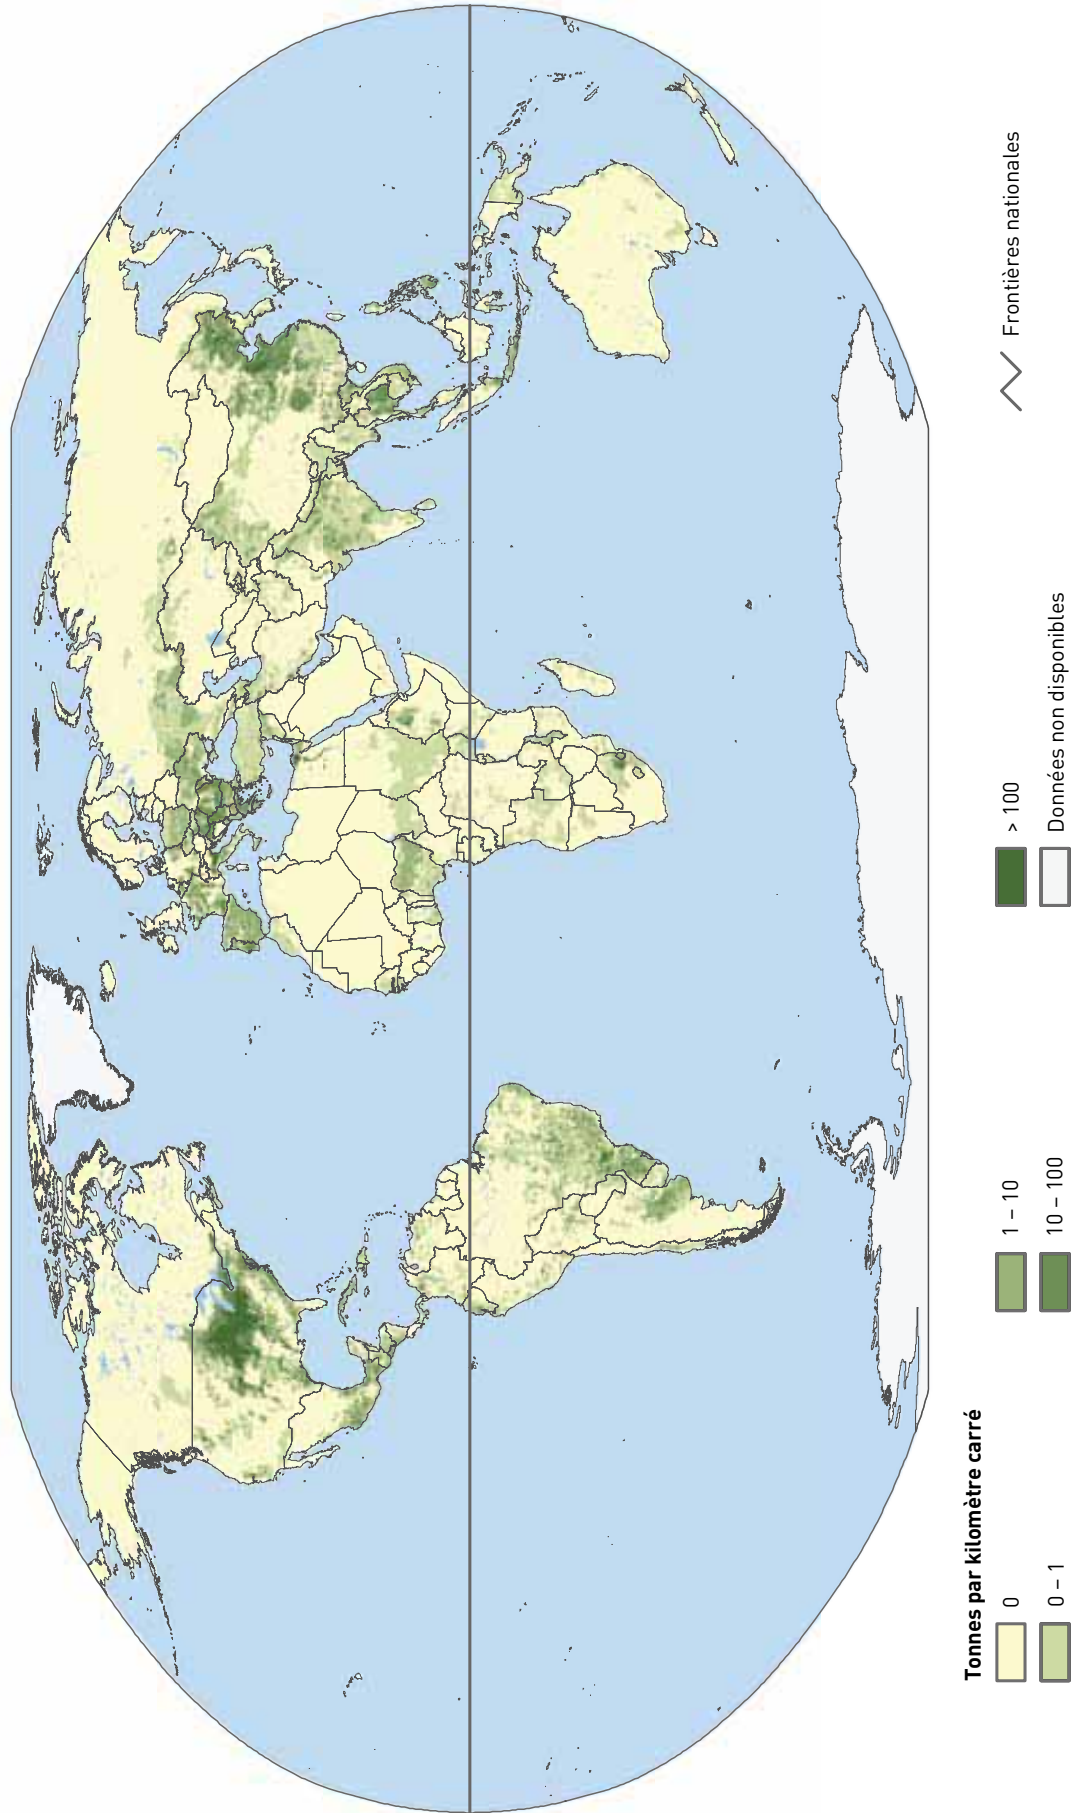 Tonnes par kilomètre carré
0
0 – 1
1 – 10
10 – 100
> 100
Données non disponibles
Frontières nationales